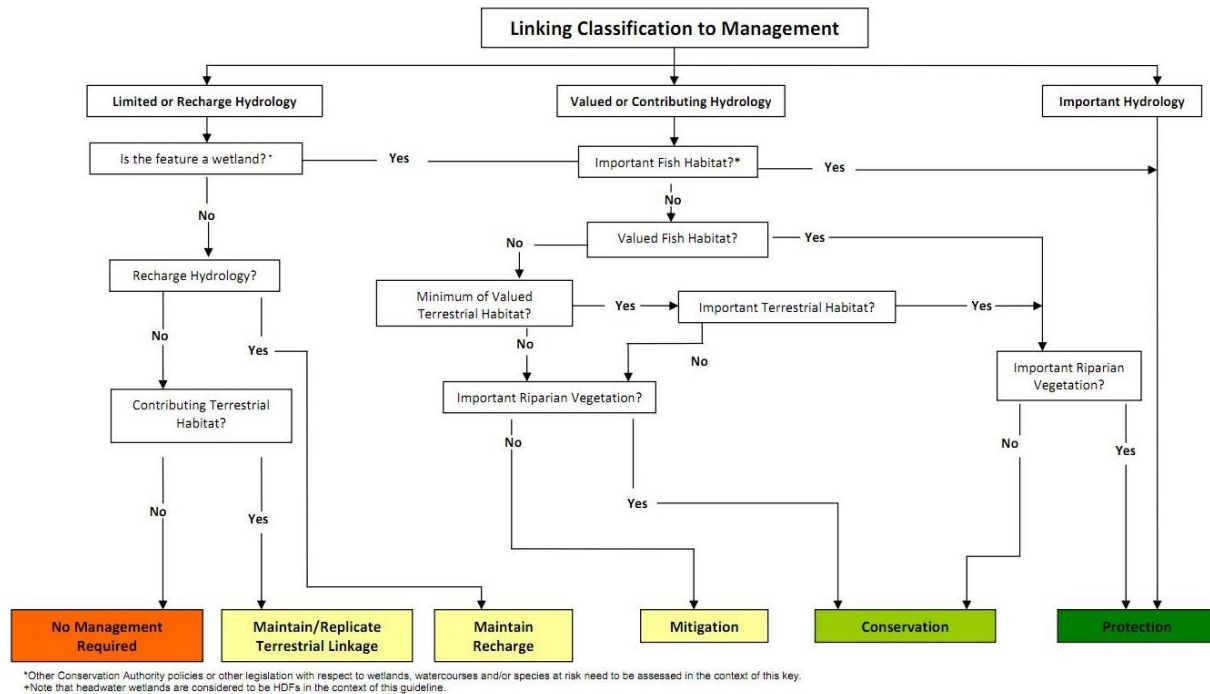 Linking Classification to Management
Limited or Recharge Hydrology
Valued or Contributing Hydrology
Important Hydrology
Is the feature a wetland?+
Yes
Important Fish Habitat?*
Yes
No
No
Valued Fish Habitat?
No
Yes
Recharge Hydrology?
Minimum of Valued
Terrestrial Habitat?
Yes
Important Terrestrial Habitat?
Yes
No
Yes
No
No
Important Riparian
Vegetation?
Contributing Terrestrial
Habitat?
Important Riparian Vegetation?
No
No
Yes
No
Yes
Yes
No Management
Required
Maintain/Replicate
Terrestrial Linkage
Maintain
Recharge
Mitigation
Conservation
Protection
*Other Conservation Authority policies or other legislation with respect to wetlands, watercourses and/or species at risk need to be assessed in the context of this key.
+Note that headwater wetlands are considered to be HDFs in the context of this guideline.